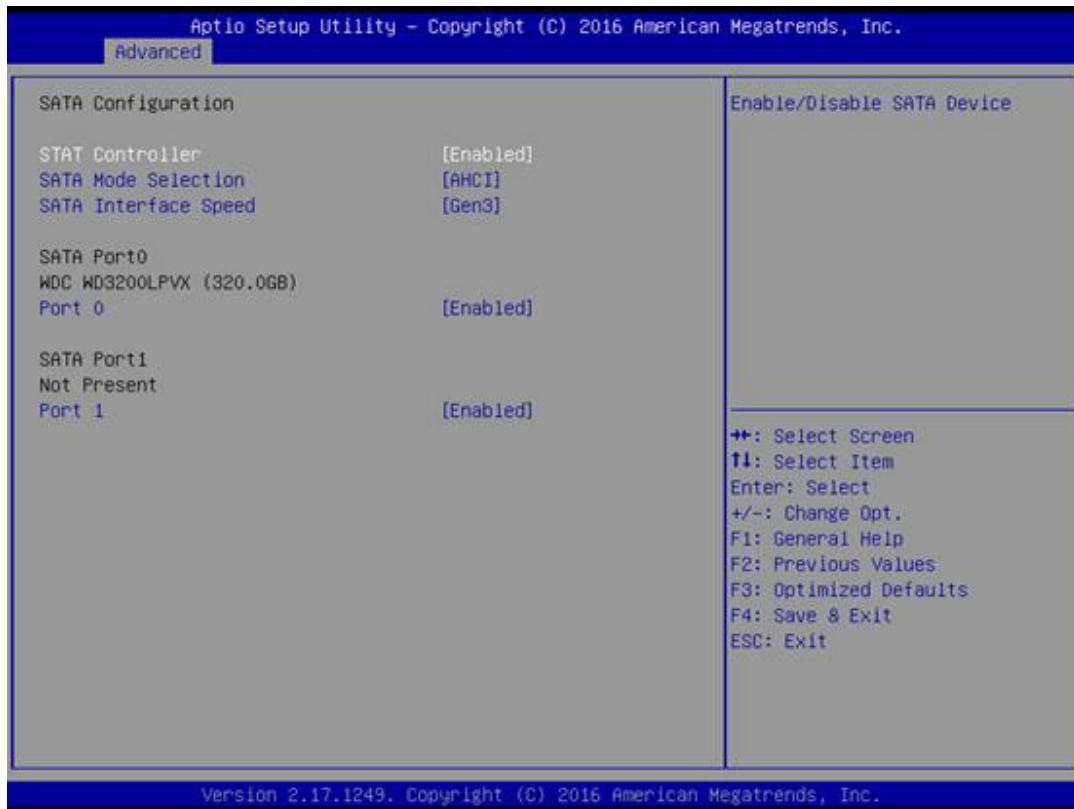 Aptio Setup Utility – Copyright (C) 2016 American Megatrends, Inc.
Advanced
SATA Configuration
STAT Controller [Enabled]
SATA Mode Selection [AHCI]
SATA Interface Speed [Gen3]
SATA Port0
WDC WD3200LPVX (320.0GB)
Port 0 [Enabled]
SATA Port1
Not Present
Port 1 [Enabled]
Enable/Disable SATA Device
→←: Select Screen
↑↓: Select Item
Enter: Select
+/-: Change Opt.
F1: General Help
F2: Previous Values
F3: Optimized Defaults
F4: Save & Exit
ESC: Exit
Version 2.17.1249. Copyright (C) 2016 American Megatrends, Inc.